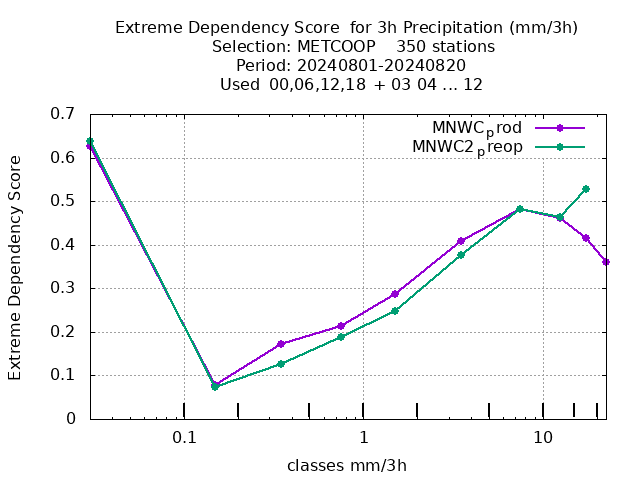 Extreme Dependency Score for 3h Precipitation (mm/3h)
Selection: METCOOP 350 stations
Period: 20240801-20240820
Used 00,06,12,18 + 03 04 ... 12
MNWCprod
MNWC2preop
Extreme Dependency Score
0.7
0.6
0.5
0.4
0.3
0.2
0.1
0
0.1 1 10
classes mm/3h